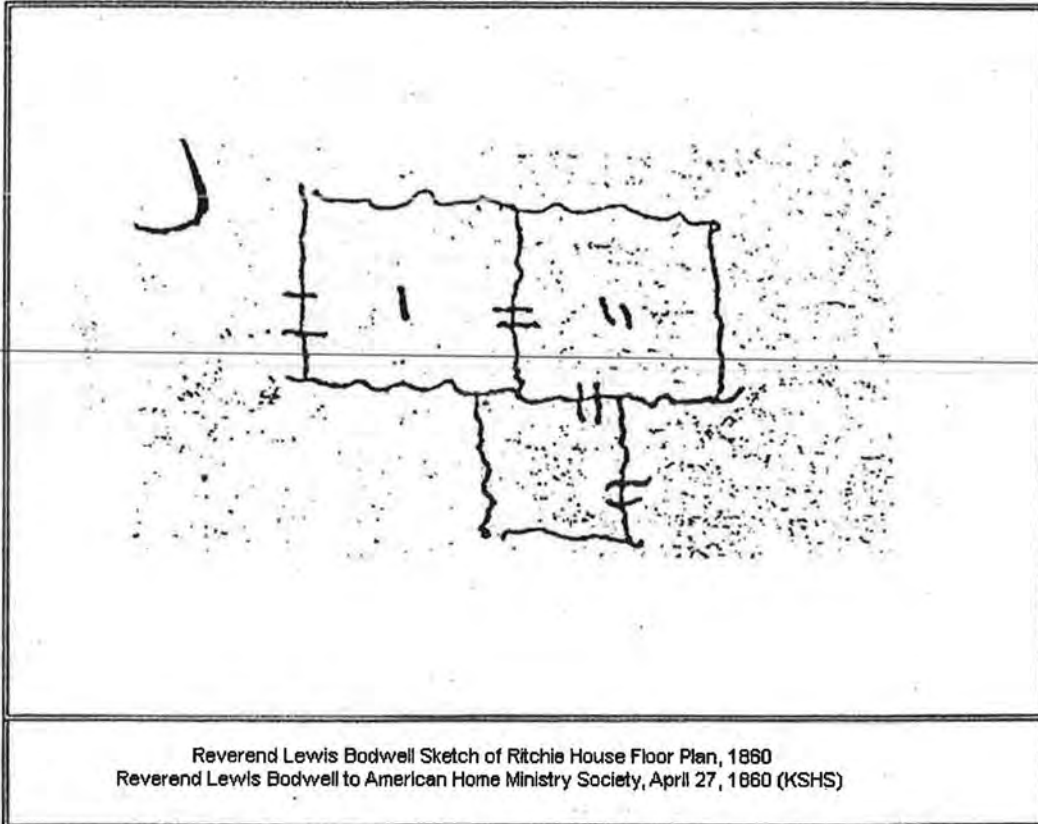 I
II
Reverend Lewis Bodwell Sketch of Ritchie House Floor Plan, 1860
Reverend Lewis Bodwell to American Home Ministry Society, April 27, 1860 (KSHS)